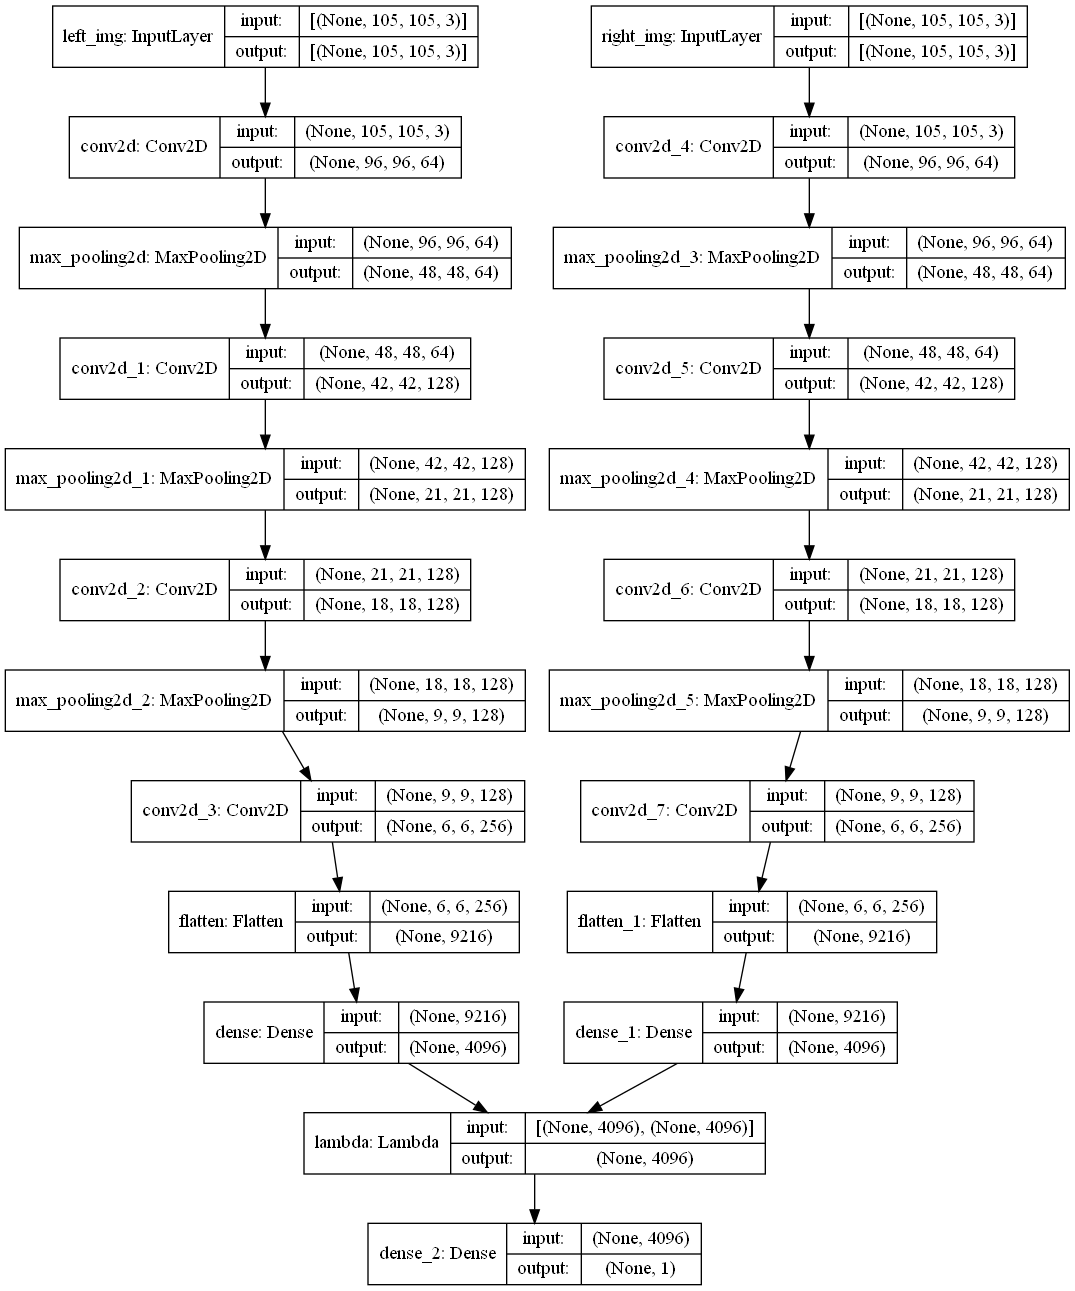 left_img: InputLayer
input:
[(None, 105, 105, 3)]
output:
[(None, 105, 105, 3)]
right_img: InputLayer
input:
[(None, 105, 105, 3)]
output:
[(None, 105, 105, 3)]
conv2d: Conv2D
input:
(None, 105, 105, 3)
output:
(None, 96, 96, 64)
conv2d_4: Conv2D
input:
(None, 105, 105, 3)
output:
(None, 96, 96, 64)
max_pooling2d: MaxPooling2D
input:
(None, 96, 96, 64)
output:
(None, 48, 48, 64)
max_pooling2d_3: MaxPooling2D
input:
(None, 96, 96, 64)
output:
(None, 48, 48, 64)
conv2d_1: Conv2D
input:
(None, 48, 48, 64)
output:
(None, 42, 42, 128)
conv2d_5: Conv2D
input:
(None, 48, 48, 64)
output:
(None, 42, 42, 128)
max_pooling2d_1: MaxPooling2D
input:
(None, 42, 42, 128)
output:
(None, 21, 21, 128)
max_pooling2d_4: MaxPooling2D
input:
(None, 42, 42, 128)
output:
(None, 21, 21, 128)
conv2d_2: Conv2D
input:
(None, 21, 21, 128)
output:
(None, 18, 18, 128)
conv2d_6: Conv2D
input:
(None, 21, 21, 128)
output:
(None, 18, 18, 128)
max_pooling2d_2: MaxPooling2D
input:
(None, 18, 18, 128)
output:
(None, 9, 9, 128)
max_pooling2d_5: MaxPooling2D
input:
(None, 18, 18, 128)
output:
(None, 9, 9, 128)
conv2d_3: Conv2D
input:
(None, 9, 9, 128)
output:
(None, 6, 6, 256)
conv2d_7: Conv2D
input:
(None, 9, 9, 128)
output:
(None, 6, 6, 256)
flatten: Flatten
input:
(None, 6, 6, 256)
output:
(None, 9216)
flatten_1: Flatten
input:
(None, 6, 6, 256)
output:
(None, 9216)
dense: Dense
input:
(None, 9216)
output:
(None, 4096)
dense_1: Dense
input:
(None, 9216)
output:
(None, 4096)
lambda: Lambda
input:
[(None, 4096), (None, 4096)]
output:
(None, 4096)
dense_2: Dense
input:
(None, 4096)
output:
(None, 1)